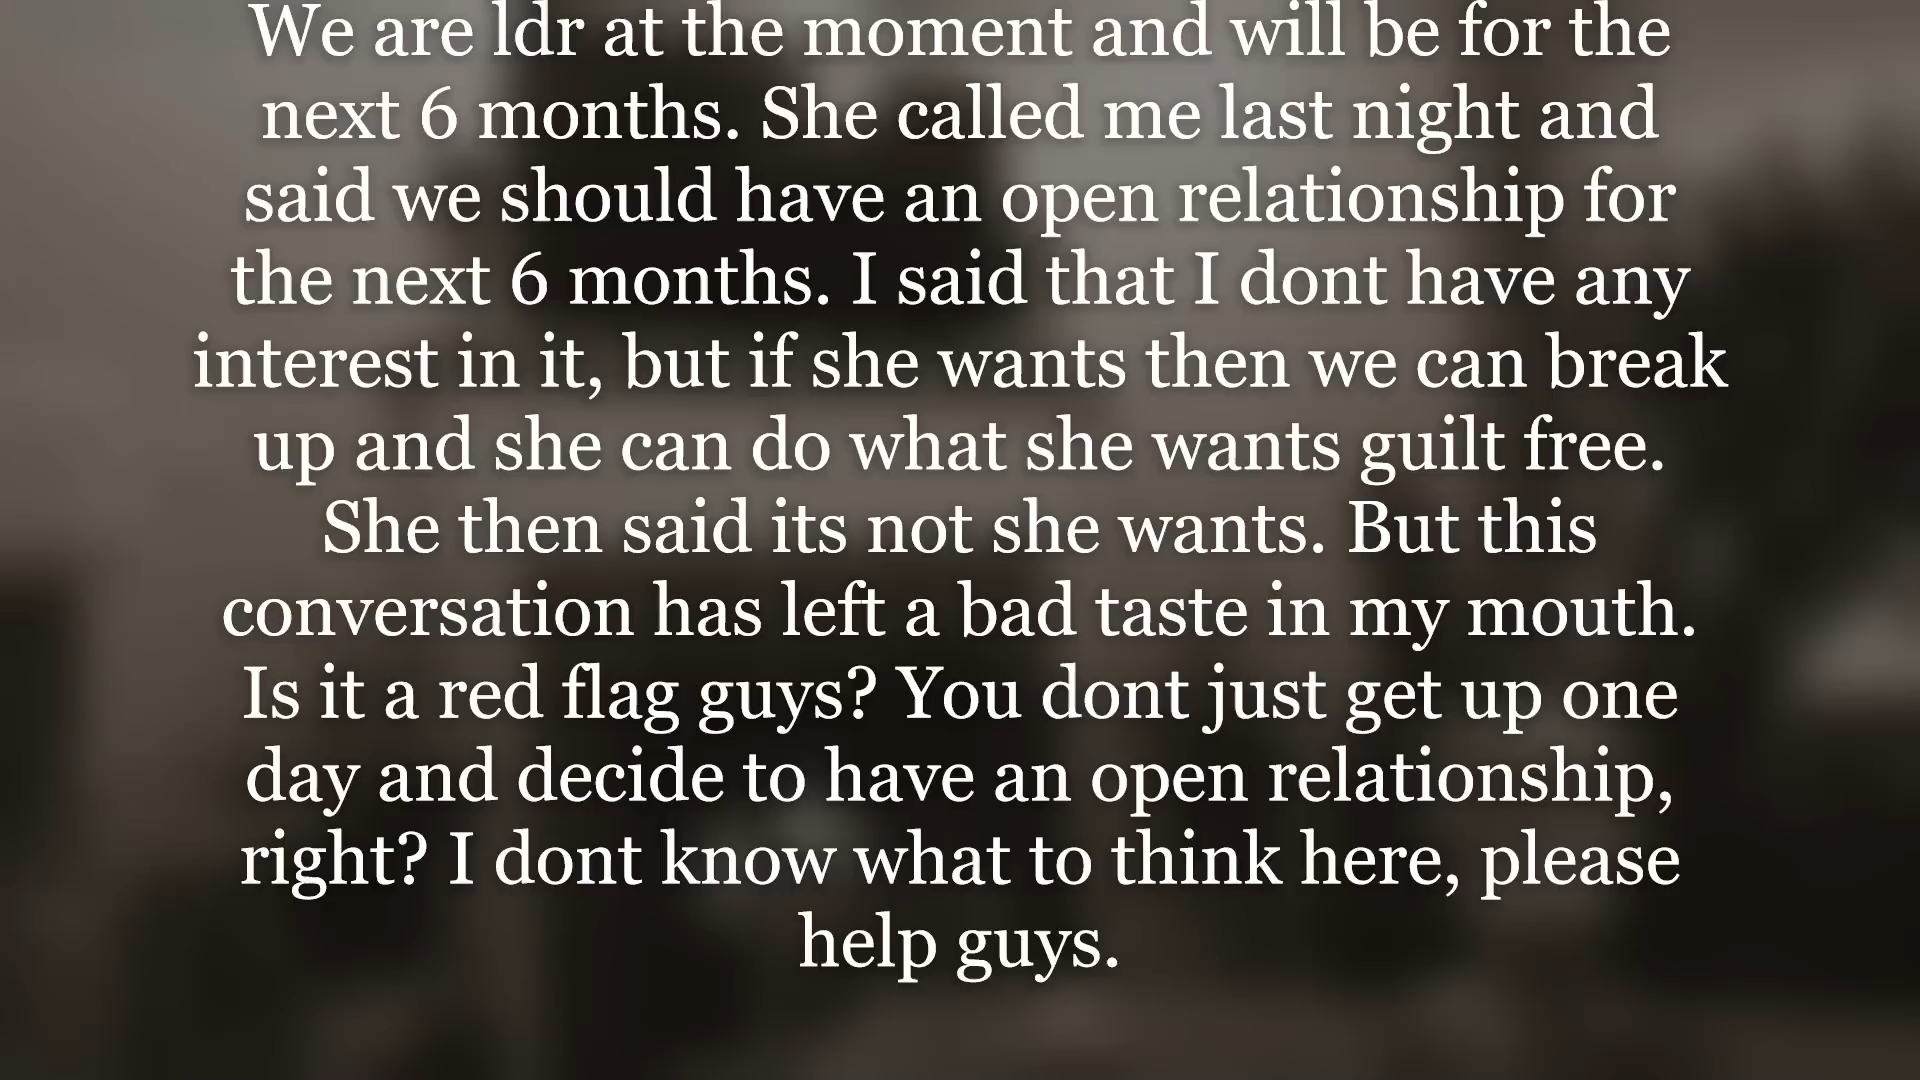 We are ldr at the moment and will be for the
next 6 months. She called me last night and
said we should have an open relationship for
the next 6 months. I said that I dont have any
interest in it, but if she wants then we can break
up and she can do what she wants guilt free.
She then said its not she wants. But this
conversation has left a bad taste in my mouth.
Is it a red flag guys? You dont just get up one
day and decide to have an open relationship,
right? I dont know what to think here, please
help guys.